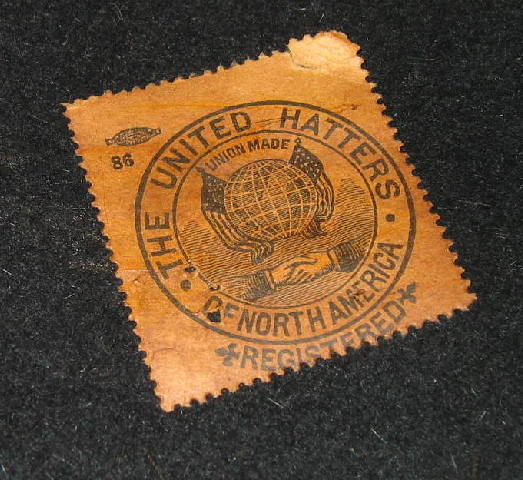 86
THE UNITED HATTERS
UNION MADE
OF NORTH AMERICA
REGISTERED